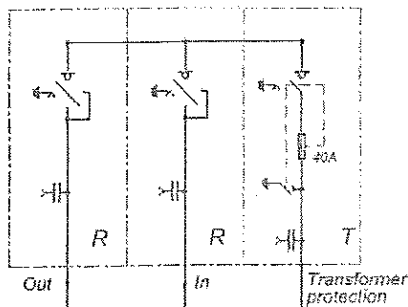 40A
R
R
T
Out
In
Transformer
protection